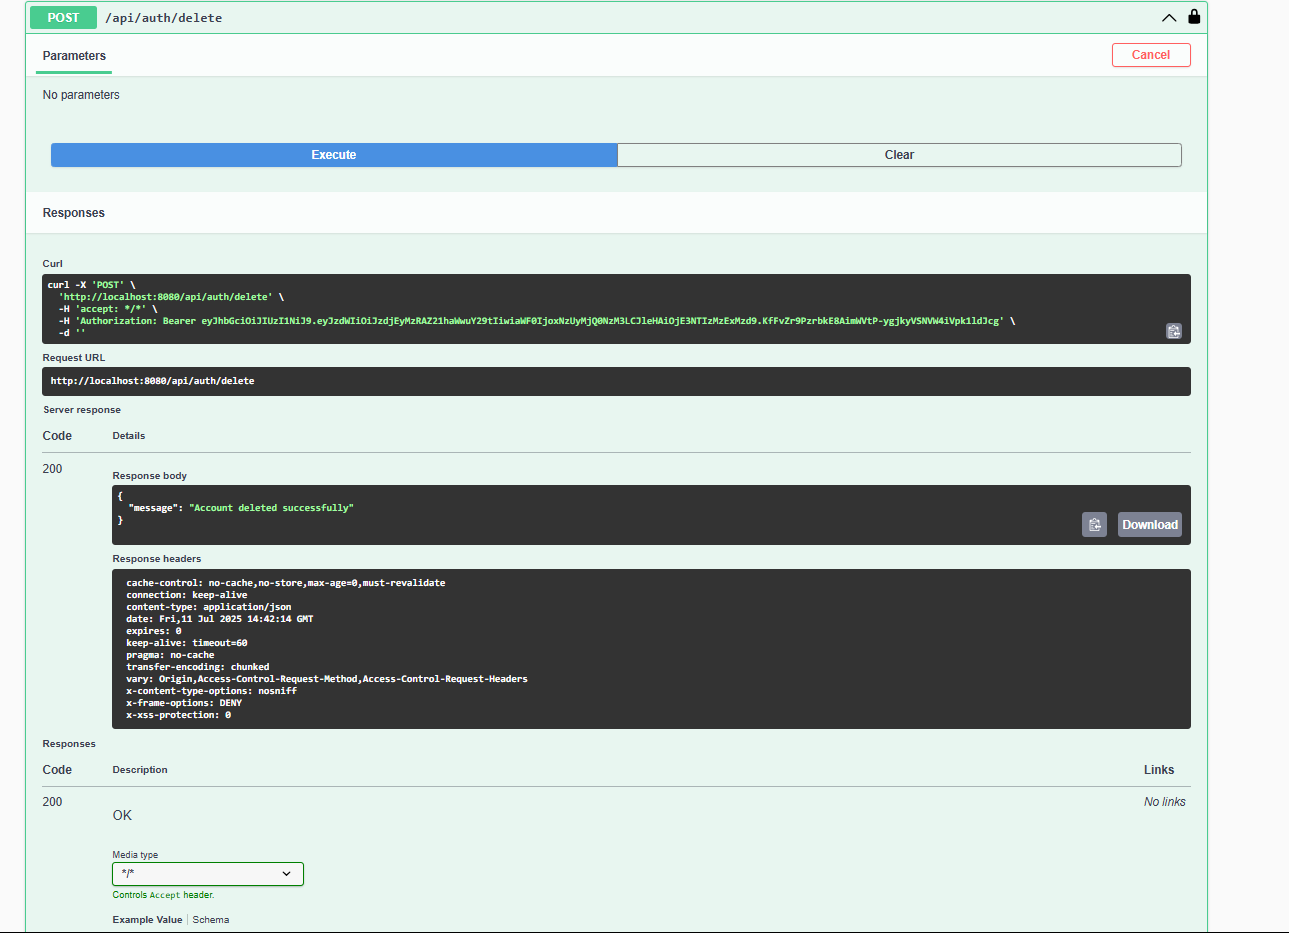 POST /api/auth/delete
Parameters
Cancel
No parameters
Execute
Clear
Responses
Curl
curl -X 'POST' \
'http://localhost:8080/api/auth/delete' \
-H 'accept: */*' \
-H 'Authorization: Bearer eyJhbGciOiJIUzI1NiJ9.eyJzdWIiOiJzdjEyMzRAZ21haWwuY29tIiwiaWF0IjoxNzUyMjQ0NzM3LCJleHAiOjE3NTIzMzExMzd9.KfFvZr9PzrbkE8AimWVtP-ygjkyVSNVW4iVpk1ldJcg' \
-d ''
Request URL
http://localhost:8080/api/auth/delete
Server response
Code Details
200
Response body
{
"message": "Account deleted successfully"
}
Download
Response headers
cache-control: no-cache,no-store,max-age=0,must-revalidate
connection: keep-alive
content-type: application/json
date: Fri,11 Jul 2025 14:42:14 GMT
expires: 0
keep-alive: timeout=60
pragma: no-cache
transfer-encoding: chunked
vary: Origin,Access-Control-Request-Method,Access-Control-Request-Headers
x-content-type-options: nosniff
x-frame-options: DENY
x-xss-protection: 0
Responses
Code Description Links
200 No links
OK
Media type
*/*
Controls Accept header.
Example Value Schema